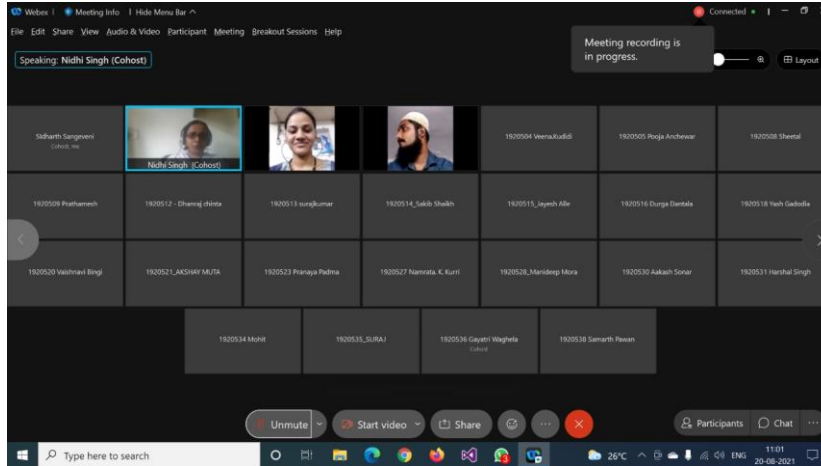 Webex
Meeting Info
Hide Menu Bar
Connected
File Edit Share View Audio & Video Participant Meeting Breakout Sessions Help
Meeting recording is
in progress.
Speaking: Nidhi Singh (Cohost)
Layout
Sidharth Sangeveni
Cohost, me
Nidhi Singh (Cohost)
1920504 Veena.Kudidi
1920505 Pooja Anchewar
1920508 Sheetal
1920509 Prathamesh
1920512 - Dhanraj chinta
1920513 surajkumar
1920514_Sakib Shaikh
1920515_Jayesh Alle
1920516 Durga Dantala
1920518 Yash Gadodia
1920520 Vaishnavi Bingi
1920521_AKSHAY MUTA
1920523 Pranaya Padma
1920527 Namrata. K. Kurri
1920528_Manideep Mora
1920530 Aakash Sonar
1920531 Harshal Singh
1920534 Mohit
1920535_SURAJ
1920536 Gayatri Waghela
Cohost
1920538 Samarth Pawan
Unmute
Start video
Share
Participants
Chat
Type here to search
26°C
ENG
11:01
20-08-2021